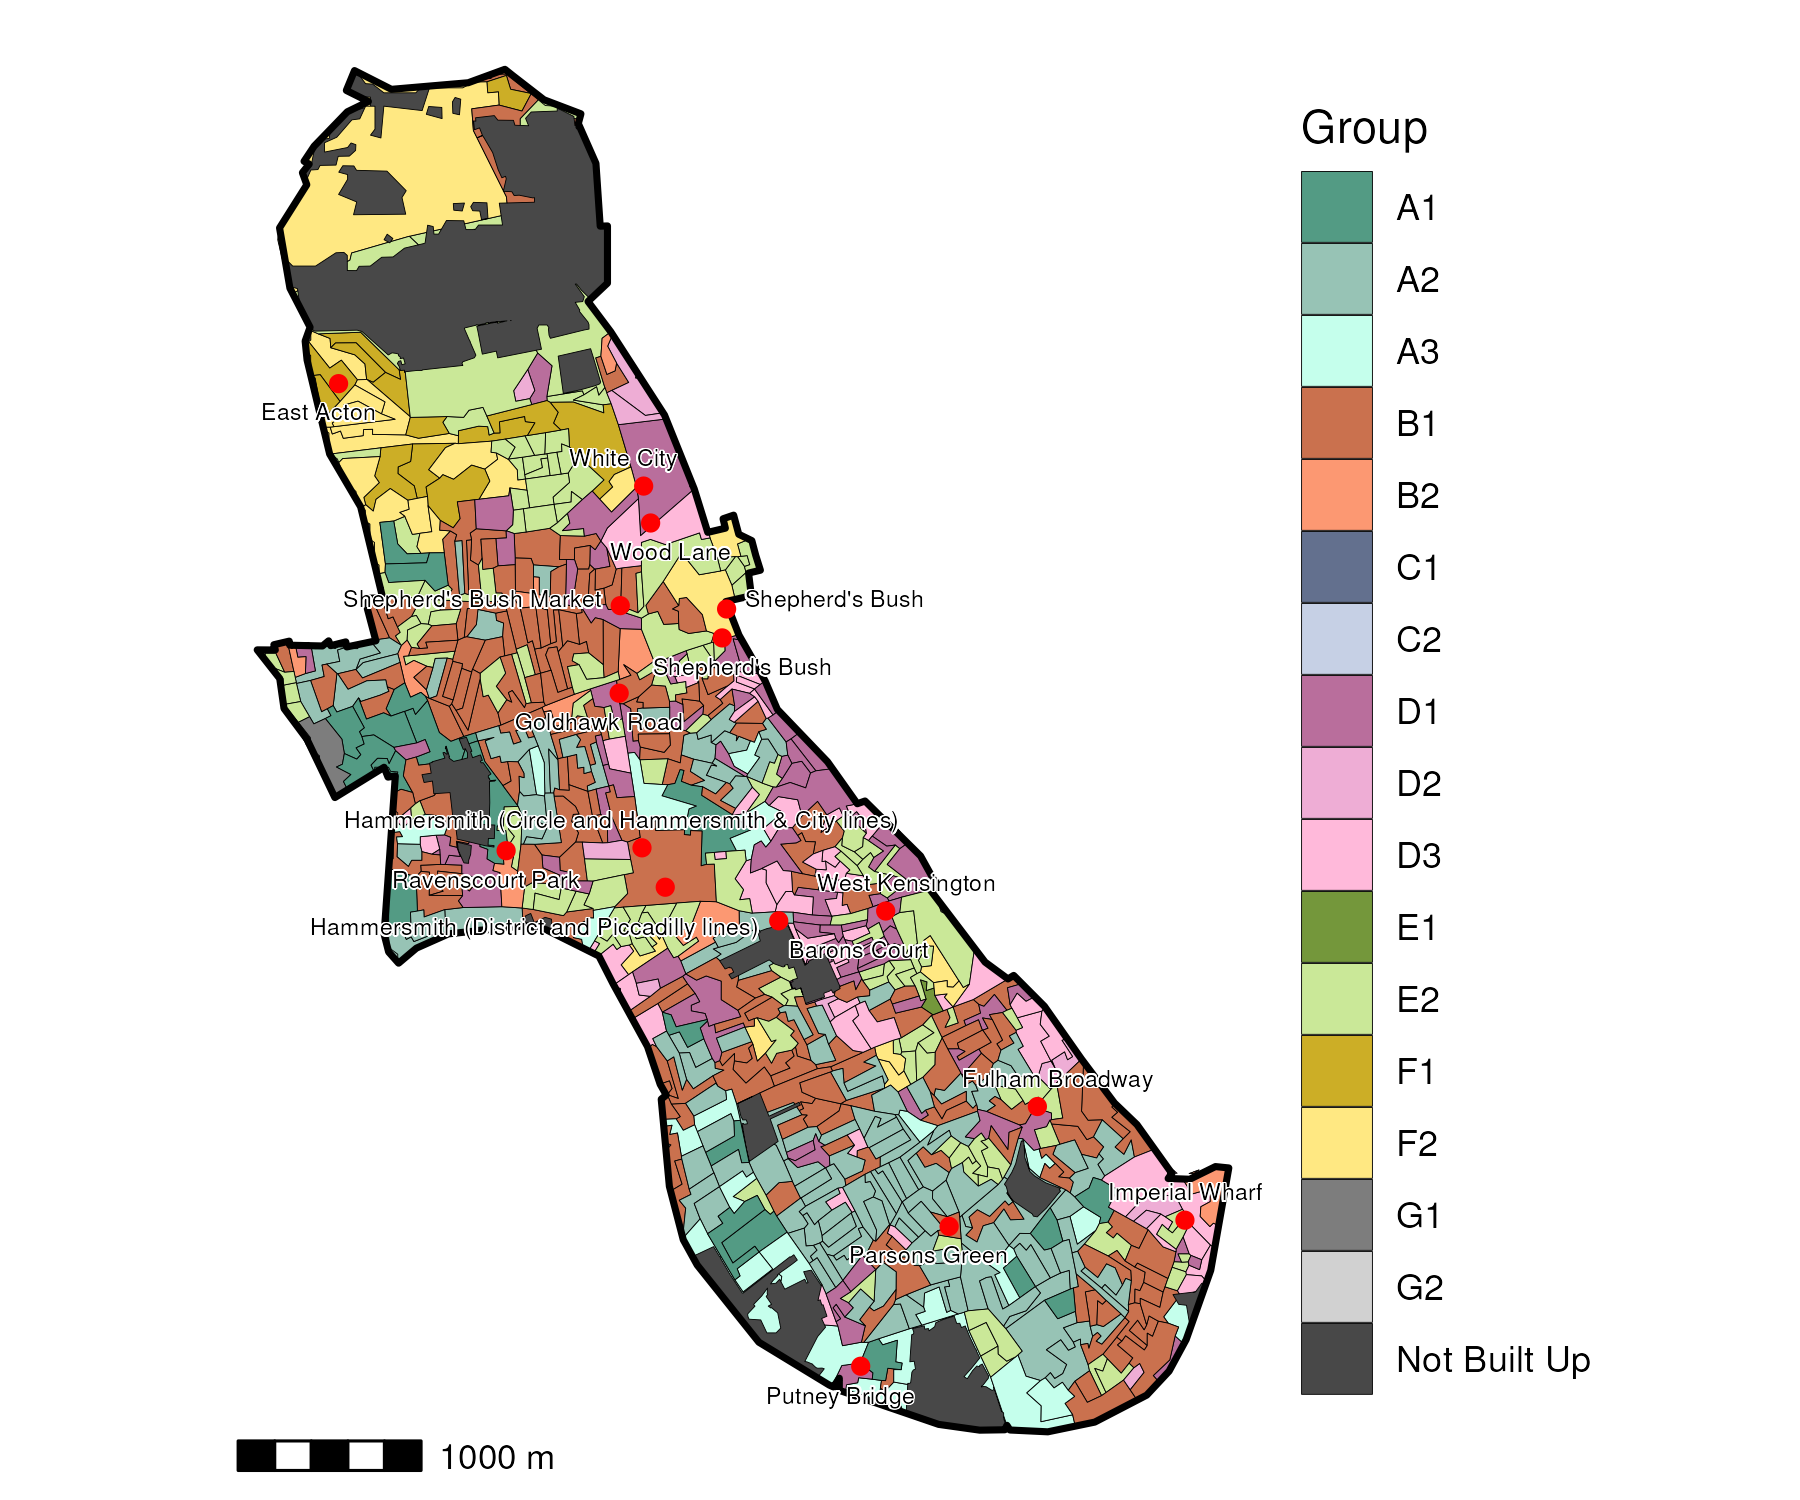 Group
A1
A2
A3
B1
B2
C1
C2
D1
D2
D3
E1
E2
F1
F2
G1
G2
Not Built Up
East Acton
White City
Wood Lane
Shepherd's Bush Market
Shepherd's Bush
Shepherd's Bush
Goldhawk Road
Hammersmith (Circle and Hammersmith & City lines)
Ravenscourt Park
West Kensington
Hammersmith (District and Piccadilly lines)
Barons Court
Fulham Broadway
Imperial Wharf
Parsons Green
Putney Bridge
1000 m